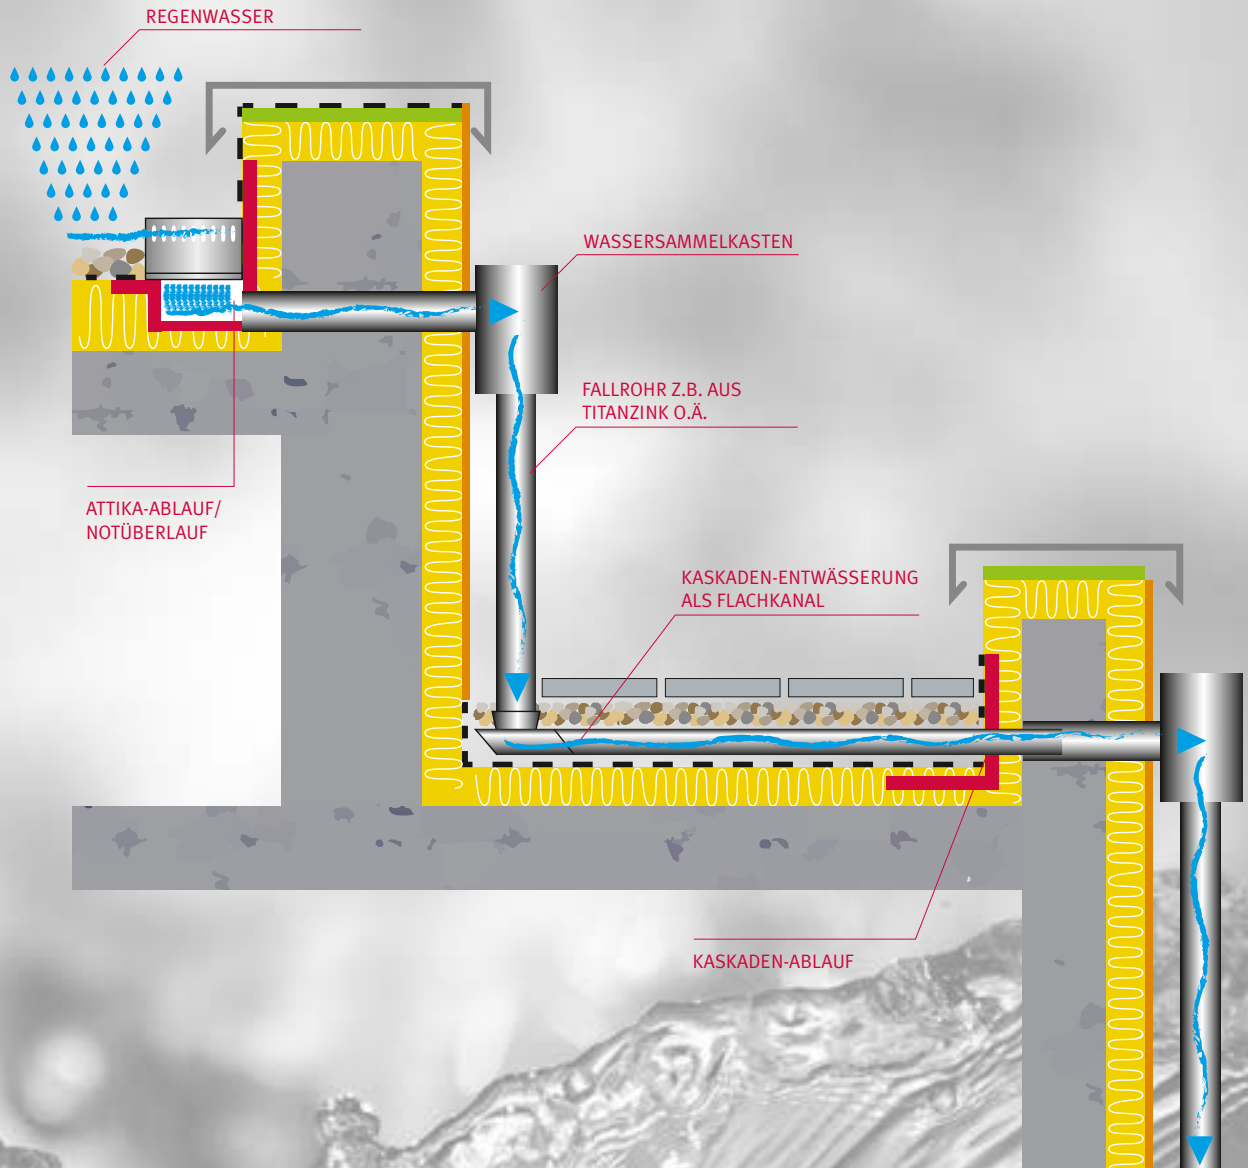 REGENWASSER
WASSERSAMMELKASTEN
FALLROHR Z.B. AUS
TITANZINK O.Ä.
ATTIKA-ABLAUF/
NOTÜBERLAUF
KASKADEN-ENTWÄSSERUNG
ALS FLACHKANAL
KASKADEN-ABLAUF